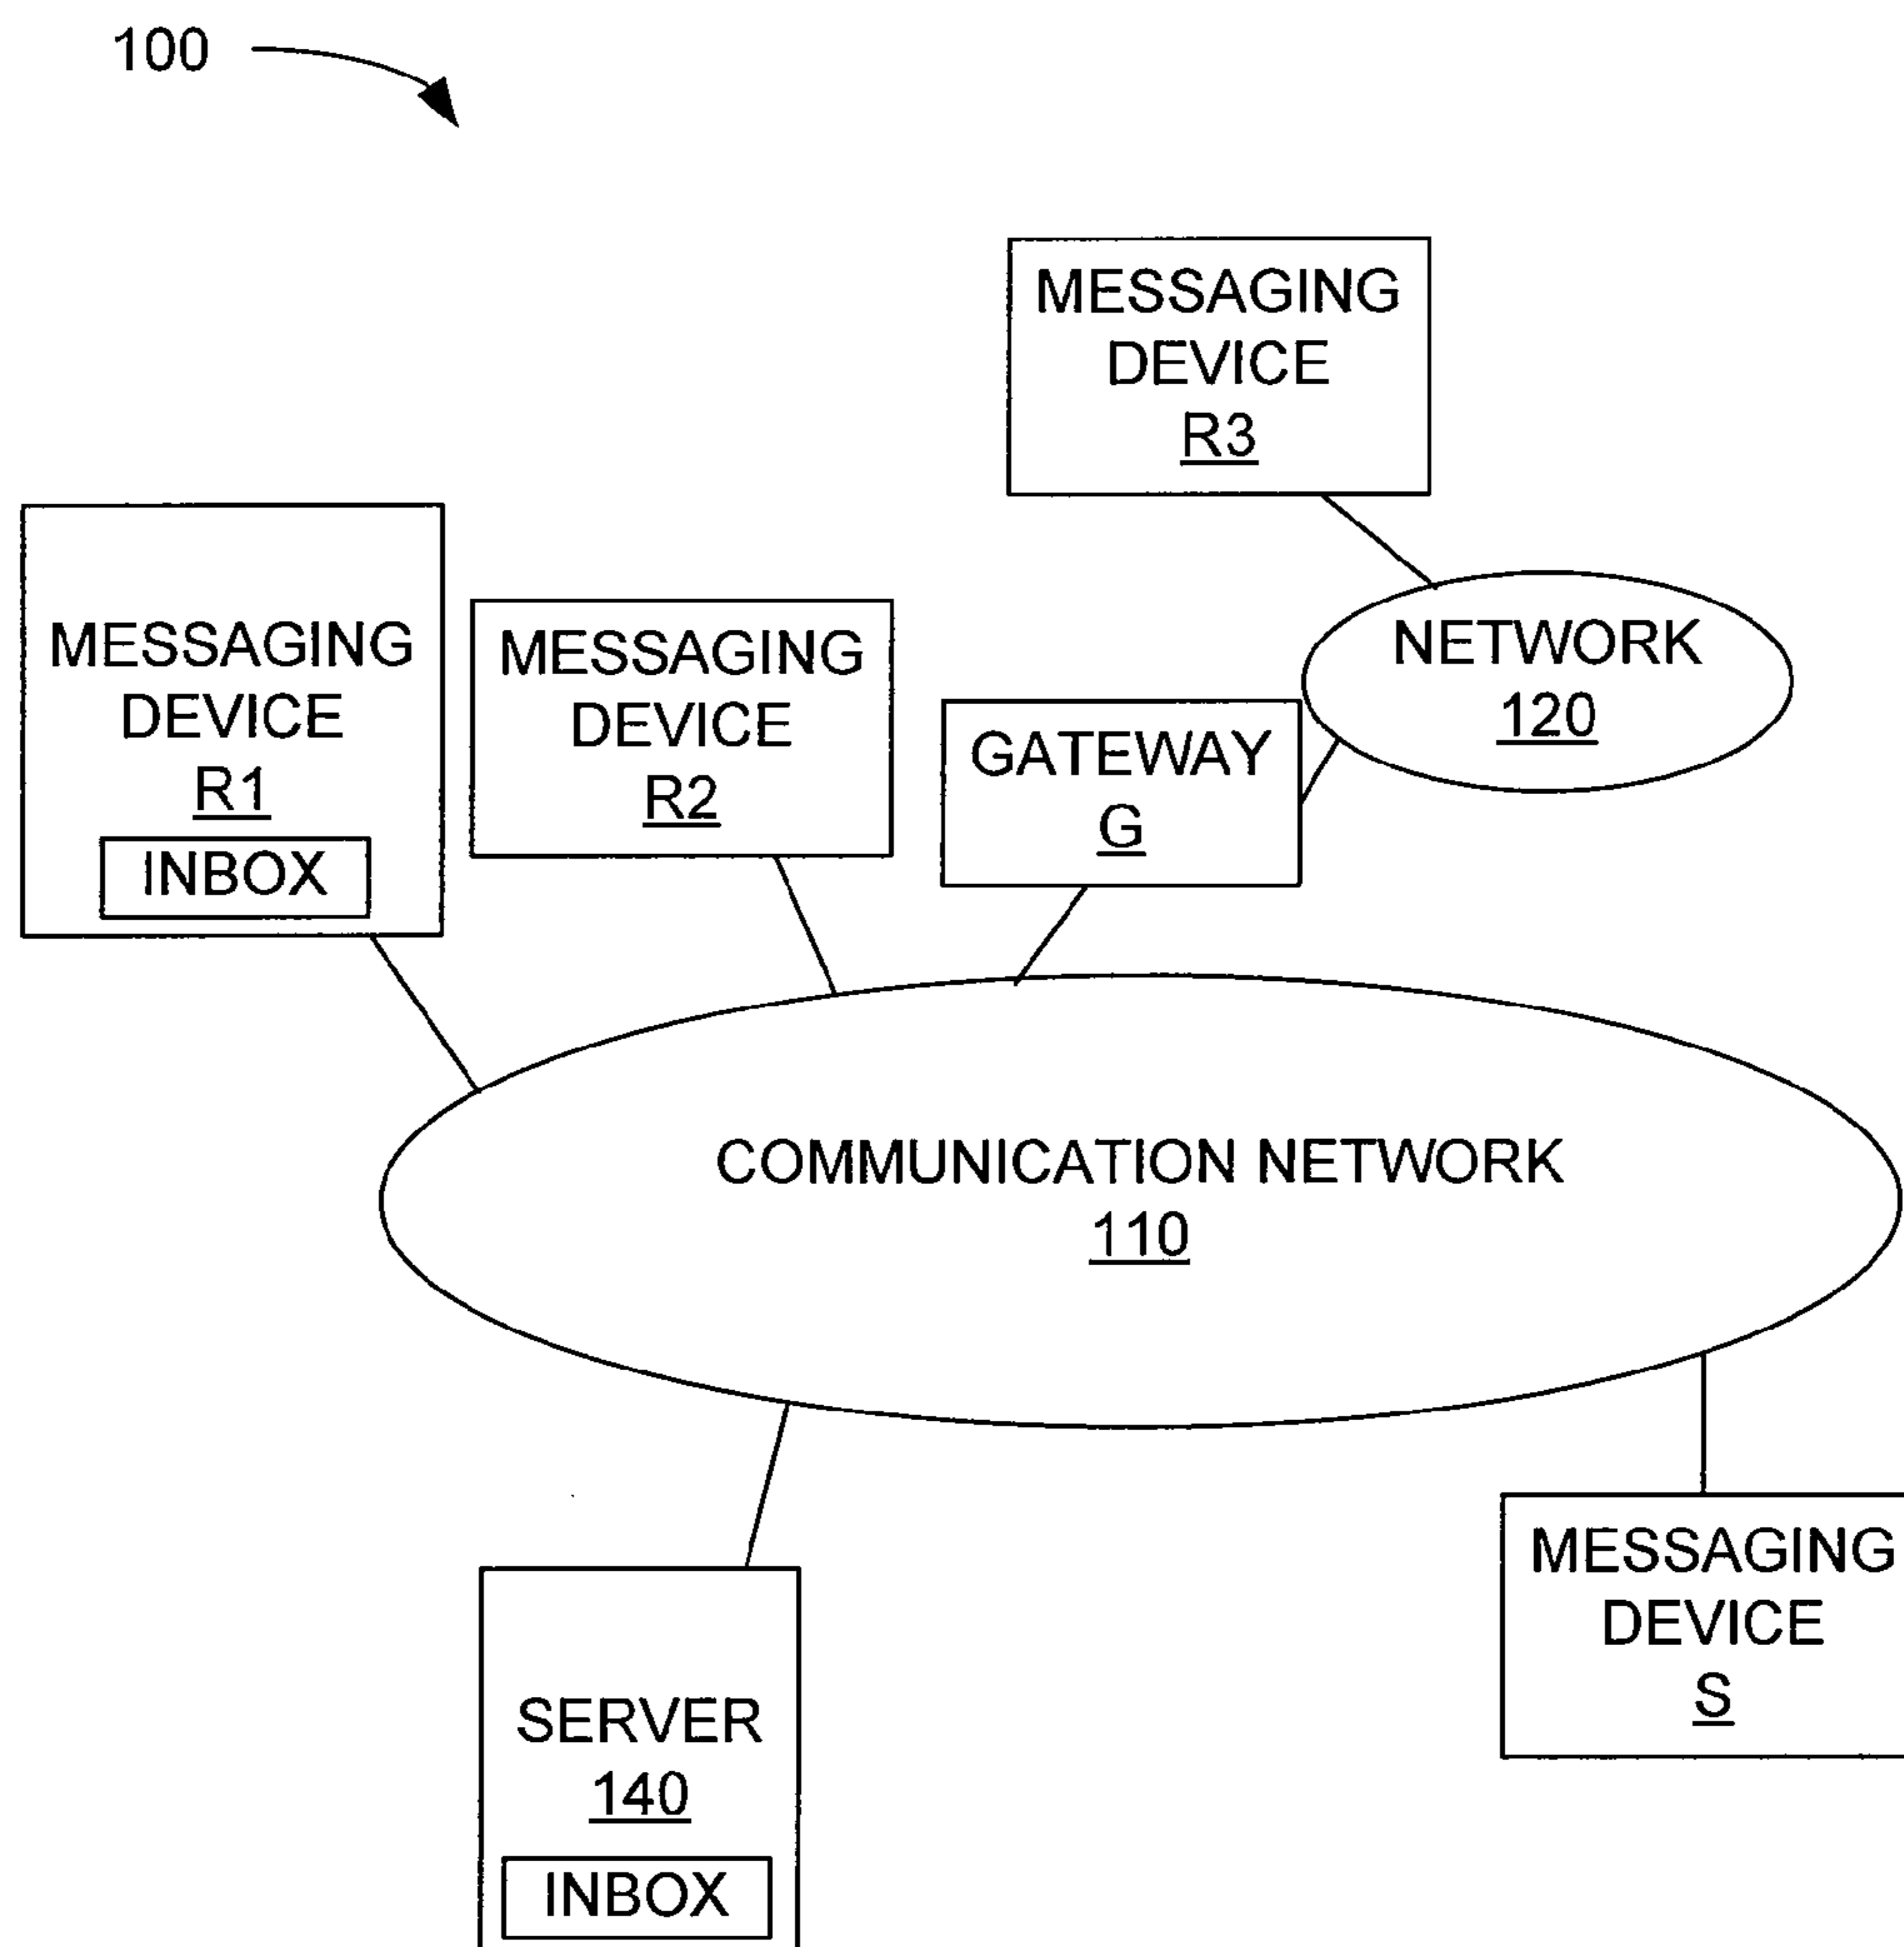 100
MESSAGING
DEVICE
R3
MESSAGING
DEVICE
R1
INBOX
MESSAGING
DEVICE
R2
GATEWAY
G
NETWORK
120
COMMUNICATION NETWORK
110
SERVER
140
INBOX
MESSAGING
DEVICE
S